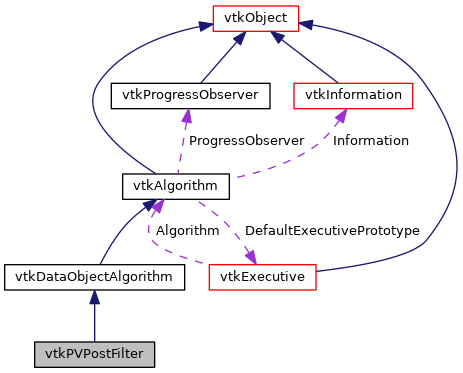 vtkObject
vtkProgressObserver
vtkInformation
ProgressObserver
Information
vtkAlgorithm
Algorithm
DefaultExecutivePrototype
vtkDataObjectAlgorithm
vtkExecutive
vtkPVPostFilter